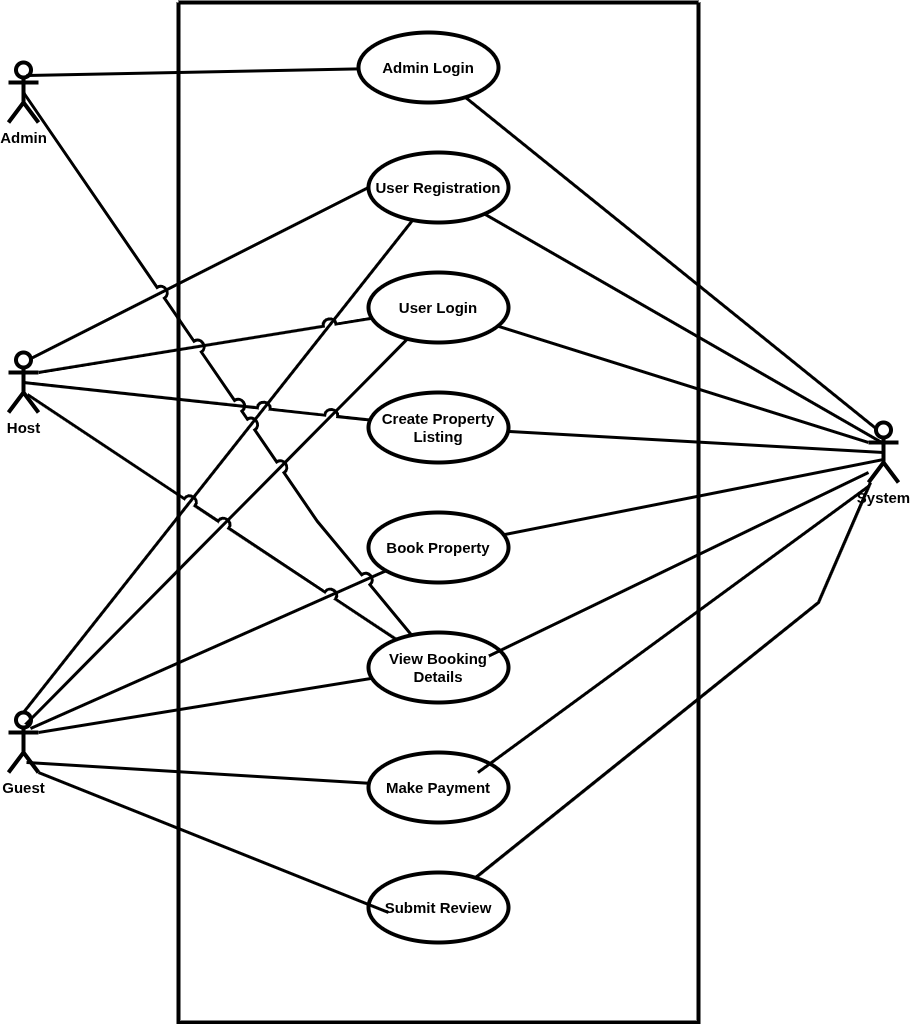 Admin Login
Admin
User Registration
User Login
Host
Create Property
Listing
System
Book Property
View Booking
Details
Guest
Make Payment
Submit Review